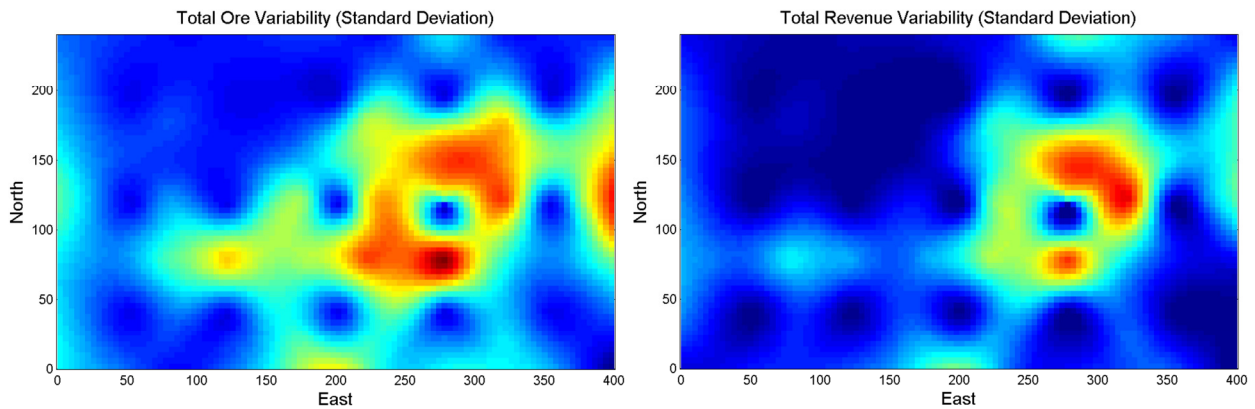 Total Ore Variability (Standard Deviation)
200
150
100
50
0
North
0 50 100 150 200 250 300 350 400
East
Total Revenue Variability (Standard Deviation)
200
150
100
50
0
North
0 50 100 150 200 250 300 350 400
East